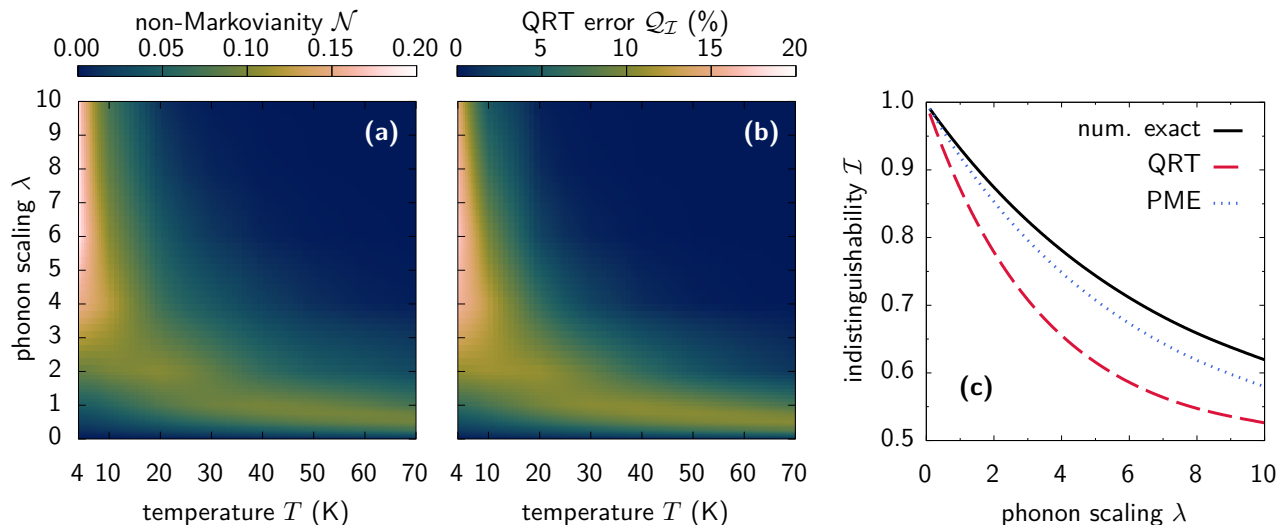 non-Markovianity 𝒩
0.00 0.05 0.10 0.15 0.20
QRT error 𝒬_ℐ (%)
0 5 10 15 20
(a)
phonon scaling λ
10
9
8
7
6
5
4
3
2
1
0
4 10 20 30 40 50 60 70
temperature T (K)
(b)
4 10 20 30 40 50 60 70
temperature T (K)
indistinguishability ℐ
1.0
0.9
0.8
0.7
0.6
0.5
num. exact
QRT
PME
(c)
0 2 4 6 8 10
phonon scaling λ